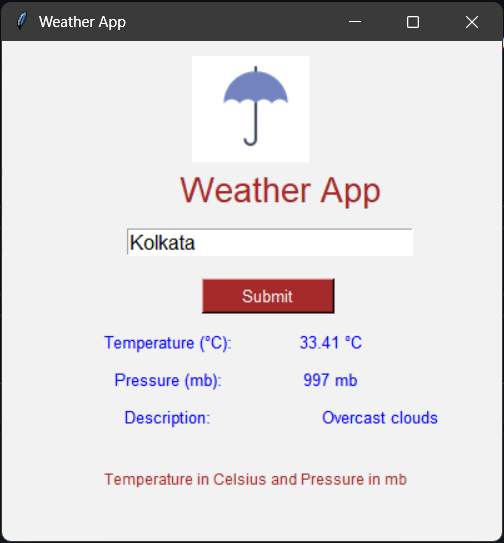 Weather App
Weather App
Kolkata
Submit
Temperature (°C): 33.41 °C
Pressure (mb): 997 mb
Description: Overcast clouds
Temperature in Celsius and Pressure in mb